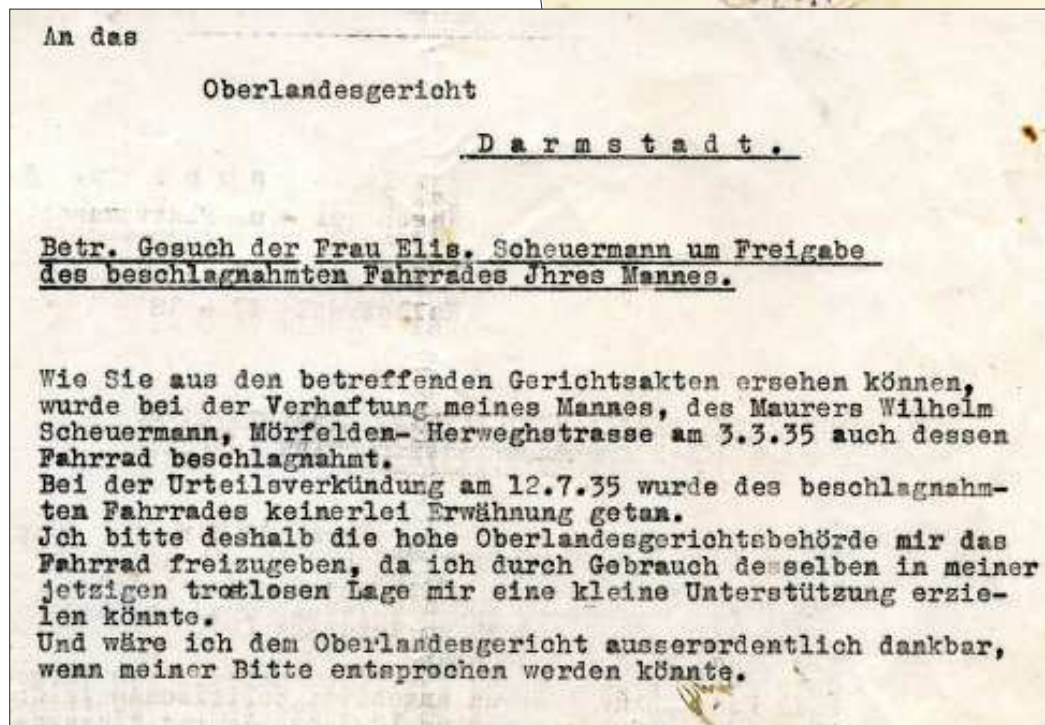 An das
Oberlandesgericht
Darmstadt.
Betr. Gesuch der Frau Elis. Scheuermann um Freigabe
des beschlagnahmten Fahrrades Jhres Mannes.
Wie Sie aus den betreffenden Gerichtsakten ersehen können,
wurde bei der Verhaftung meines Mannes, des Maurers Wilhelm
Scheuermann, Mörfelden- Herweghstrasse am 3.3.35 auch dessen
Fahrrad beschlagnahmt.
Bei der Urteilsverkündung am 12.7.35 wurde des beschlagnahm-
ten Fahrrades keinerlei Erwähnung getan.
Jch bitte deshalb die hohe Oberlandesgerichtsbehörde mir das
Fahrrad freizugeben, da ich durch Gebrauch desselben in meiner
jetzigen trostlosen Lage mir eine kleine Unterstützung erzie-
len könnte.
Und wäre ich dem Oberlandesgericht ausserordentlich dankbar,
wenn meiner Bitte entsprochen werden könnte.